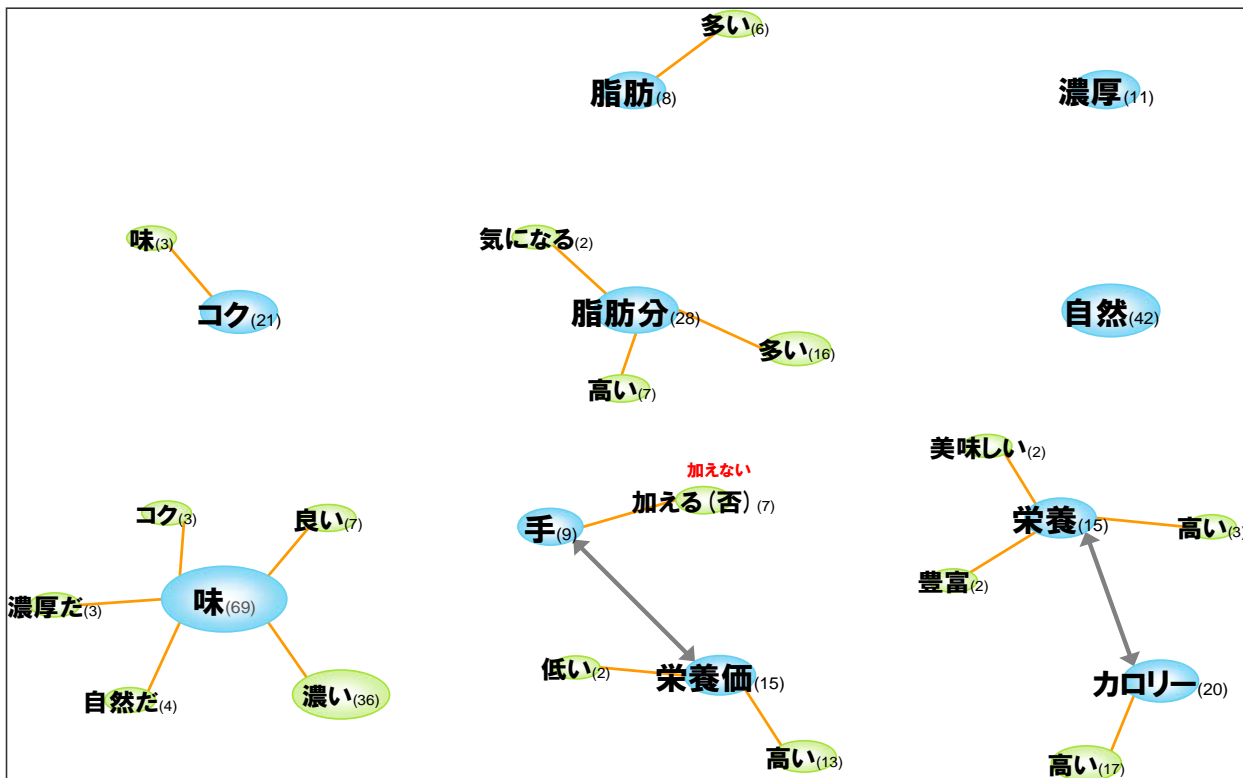 多い(6)
脂肪(8)
濃厚(11)
味(3)
コク(21)
気になる(2)
脂肪分(28)
多い(16)
高い(7)
自然(42)
コク(3)
良い(7)
味(69)
濃厚だ(3)
自然だ(4)
濃い(36)
加えない
加える(否)(7)
手(9)
低い(2)
栄養価(15)
高い(13)
美味しい(2)
栄養(15)
高い(3)
豊富(2)
カロリー(20)
高い(17)